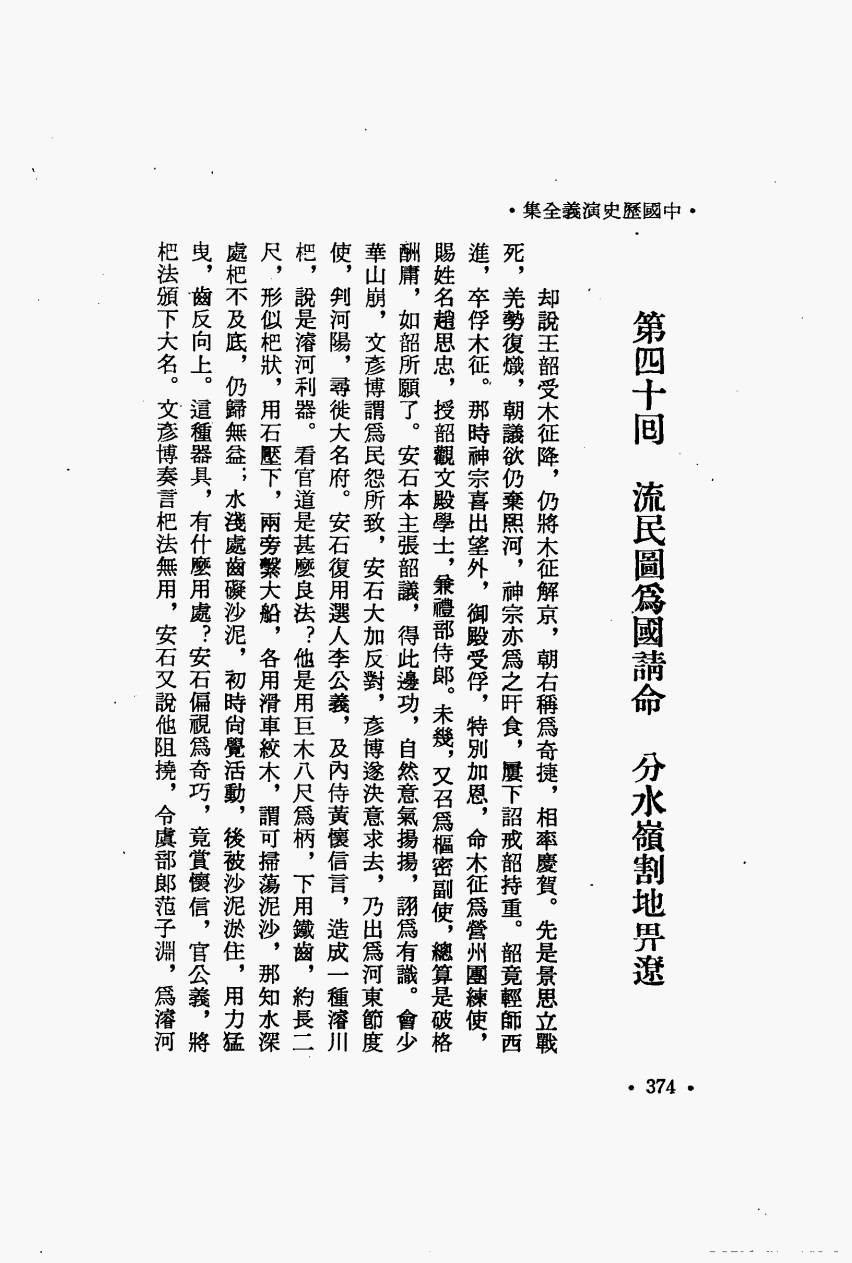 •中國歷史演義全集•
第四十回　流民圖爲國請命　分水嶺割地畀遼
却說王韶受木征降，仍將木征解京，朝右稱爲奇捷，相率慶賀。先是景思立戰
死，羌勢復熾，朝議欲仍棄熙河，神宗亦爲之旰食，屢下詔戒韶持重。韶竟輕師西
進，卒俘木征。那時神宗喜出望外，御殿受俘，特別加恩，命木征爲營州團練使，
賜姓名趙思忠，授韶觀文殿學士，兼禮部侍郎。未幾，又召爲樞密副使，總算是破格
酬庸，如韶所願了。安石本主張韶議，得此邊功，自然意氣揚揚，詡爲有識。會少
華山崩，文彥博謂爲民怨所致，安石大加反對，彥博遂決意求去，乃出爲河東節度
使，判河陽，尋徙大名府。安石復用選人李公義，及內侍黃懷信言，造成一種濬川
杷，說是濬河利器。看官道是甚麽良法？他是用巨木八尺爲柄，下用鐵齒，約長二
尺，形似杷狀，用石壓下，兩旁繫大船，各用滑車絞木，謂可掃蕩泥沙，那知水深
處杷不及底，仍歸無益；水淺處齒礙沙泥，初時尙覺活動，後被沙泥淤住，用力猛
曳，齒反向上。這種器具，有什麽用處？安石偏視爲奇巧，竟賞懷信，官公義，將
杷法頒下大名。文彥博奏言杷法無用，安石又說他阻撓，令虞部郎范子淵，爲濬河
• 374 •